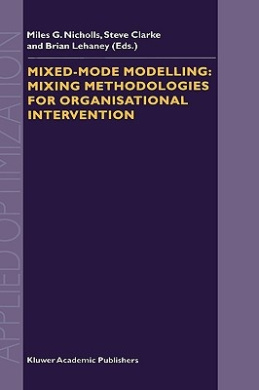 Miles G. Nicholls, Steve Clarke
and Brian Lehaney (Eds.)
MIXED-MODE MODELLING:
MIXING METHODOLOGIES
FOR ORGANISATIONAL
INTERVENTION
APPLIED OPTIMIZATION
Kluwer Academic Publishers